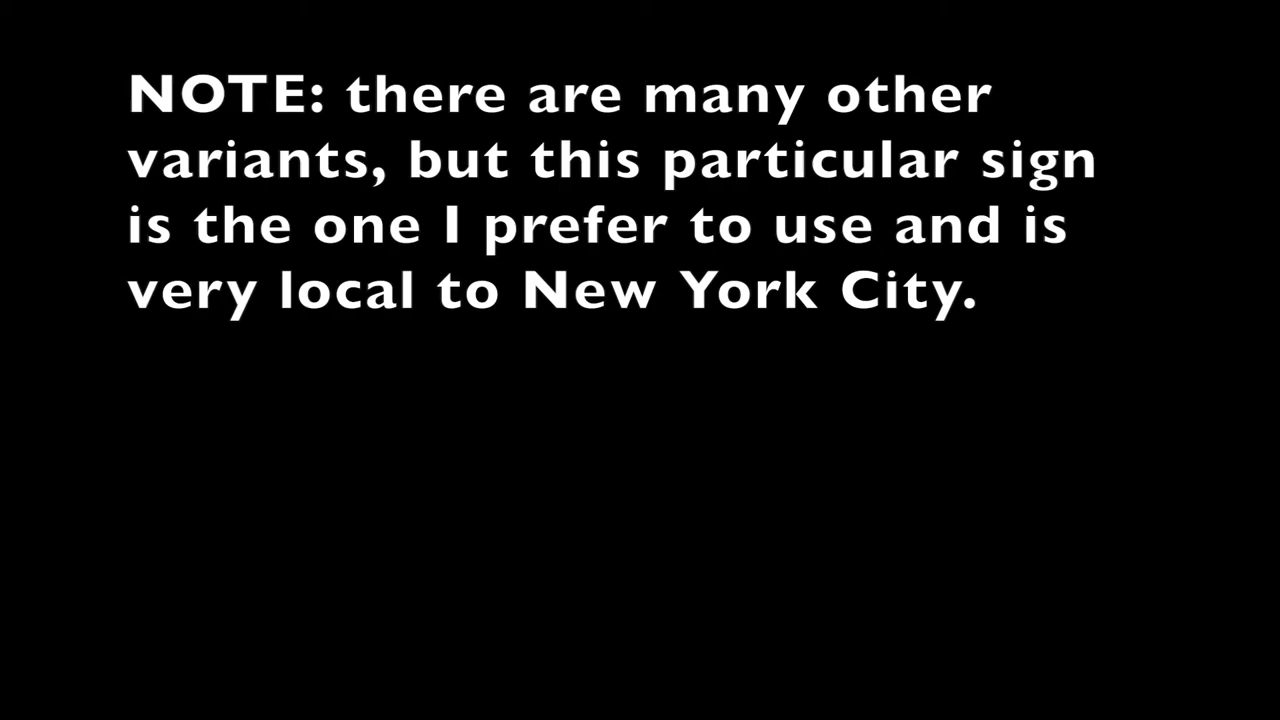 NOTE: there are many other
variants, but this particular sign
is the one I prefer to use and is
very local to New York City.